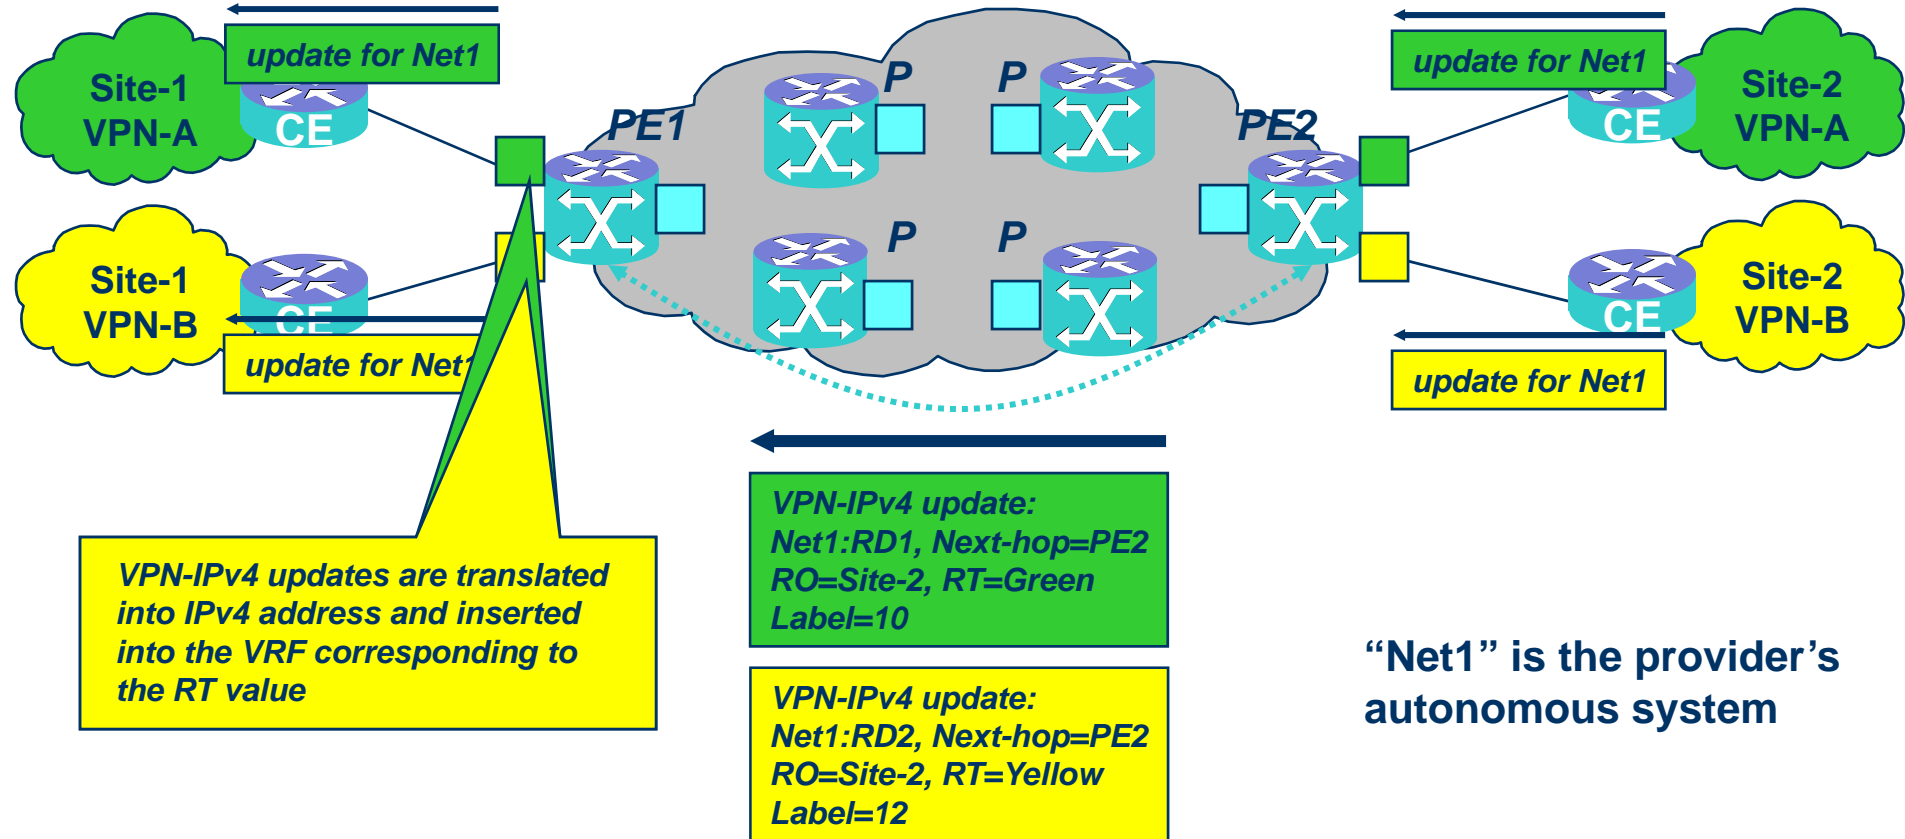 update for Net1
Site-1
VPN-A
CE
PE1
P
P
PE2
update for Net1
CE
Site-2
VPN-A
Site-1
VPN-B
CE
update for Net1
P
P
CE
Site-2
VPN-B
update for Net1
VPN-IPv4 updates are translated
into IPv4 address and inserted
into the VRF corresponding to
the RT value
VPN-IPv4 update:
Net1:RD1, Next-hop=PE2
RO=Site-2, RT=Green
Label=10
VPN-IPv4 update:
Net1:RD2, Next-hop=PE2
RO=Site-2, RT=Yellow
Label=12
“Net1” is the provider’s
autonomous system